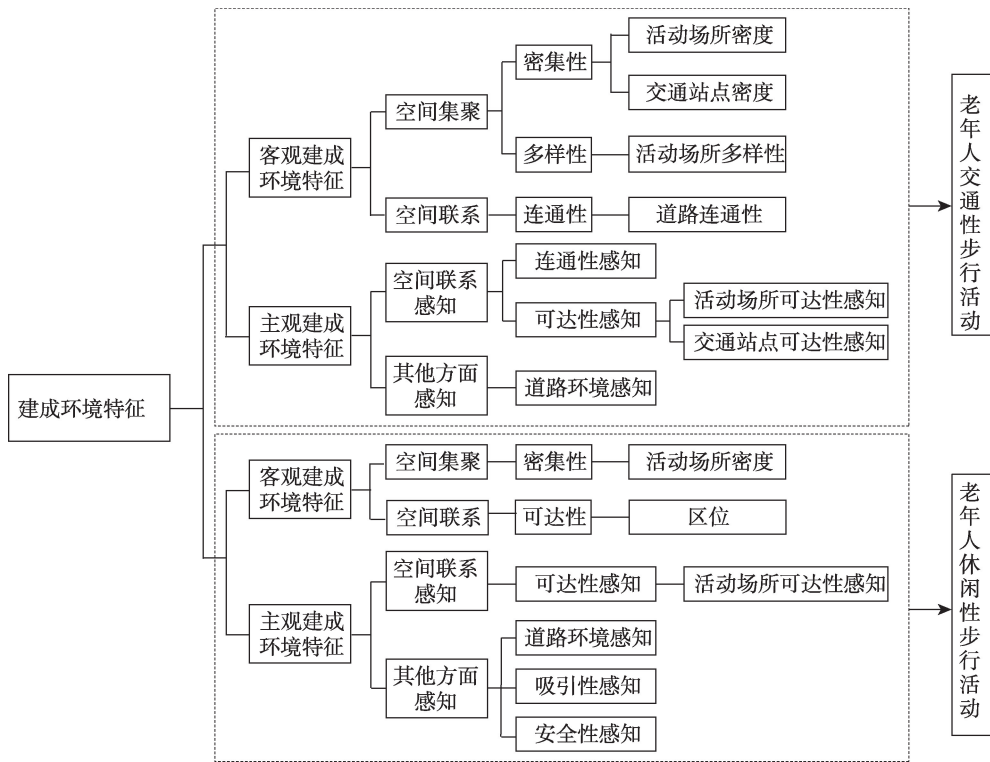 建成环境特征
客观建成
环境特征
空间集聚
密集性
活动场所密度
交通站点密度
多样性
活动场所多样性
空间联系
连通性
道路连通性
主观建成
环境特征
空间联系
感知
连通性感知
可达性感知
活动场所可达性感知
交通站点可达性感知
其他方面
感知
道路环境感知
老年人交通性步行活动
客观建成
环境特征
空间集聚
密集性
活动场所密度
空间联系
可达性
区位
主观建成
环境特征
空间联系
感知
可达性感知
活动场所可达性感知
其他方面
感知
道路环境感知
吸引性感知
安全性感知
老年人休闲性步行活动